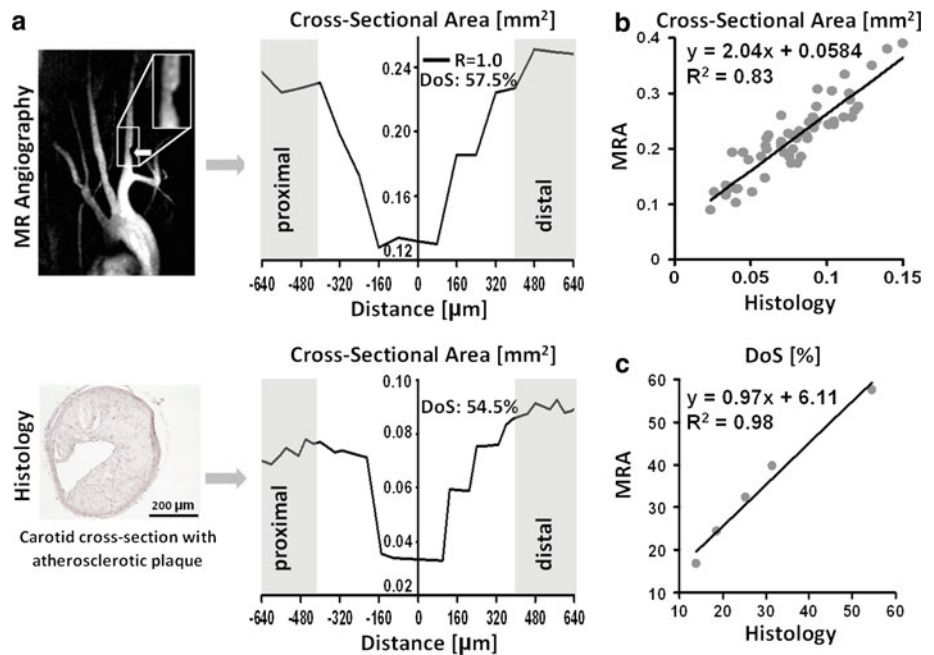 a
MR Angiography
Cross-Sectional Area [mm²]
0.24
0.20
0.16
0.12
R=1.0
DoS: 57.5%
proximal
distal
-640 -480 -320 -160 0 160 320 480 640
Distance [µm]
Histology
200 µm
Carotid cross-section with
atherosclerotic plaque
Cross-Sectional Area [mm²]
0.10
0.08
0.06
0.04
0.02
DoS: 54.5%
proximal
distal
-640 -480 -320 -160 0 160 320 480 640
Distance [µm]
b
Cross-Sectional Area [mm²]
y = 2.04x + 0.0584
R² = 0.83
MRA
0.4
0.3
0.2
0.1
0
0 0.05 0.10 0.15
Histology
c
DoS [%]
y = 0.97x + 6.11
R² = 0.98
MRA
60
50
40
30
20
10
10 20 30 40 50 60
Histology